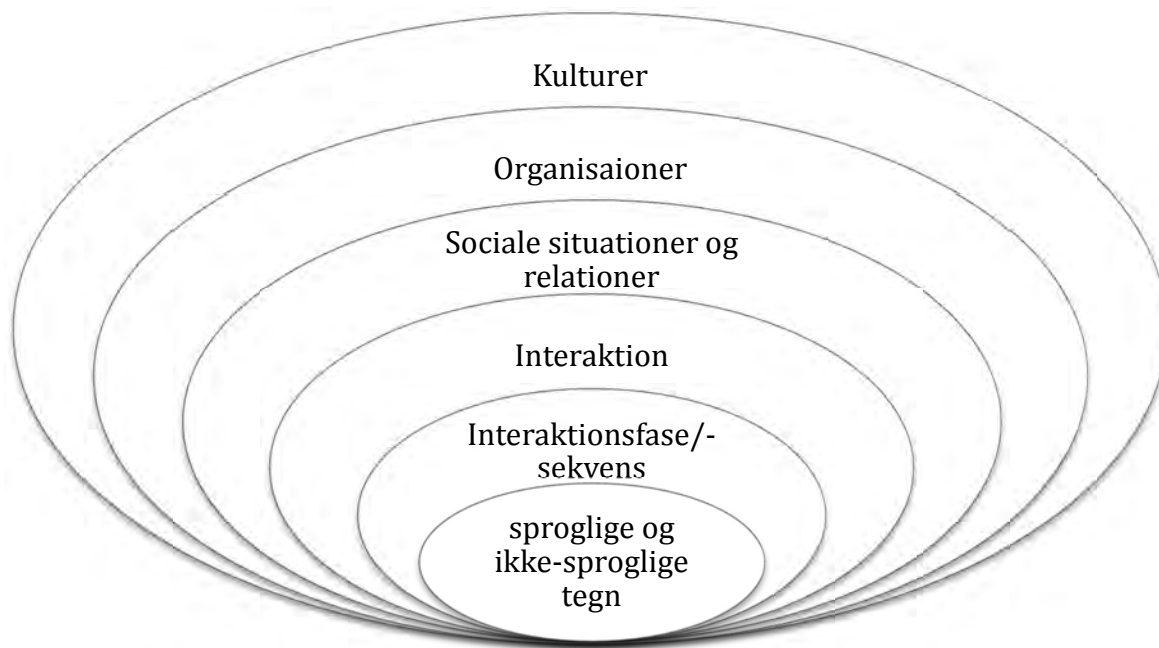 Kulturer
Organisaioner
Sociale situationer og
relationer
Interaktion
Interaktionsfase/-
sekvens
sproglige og
ikke-sproglige
tegn